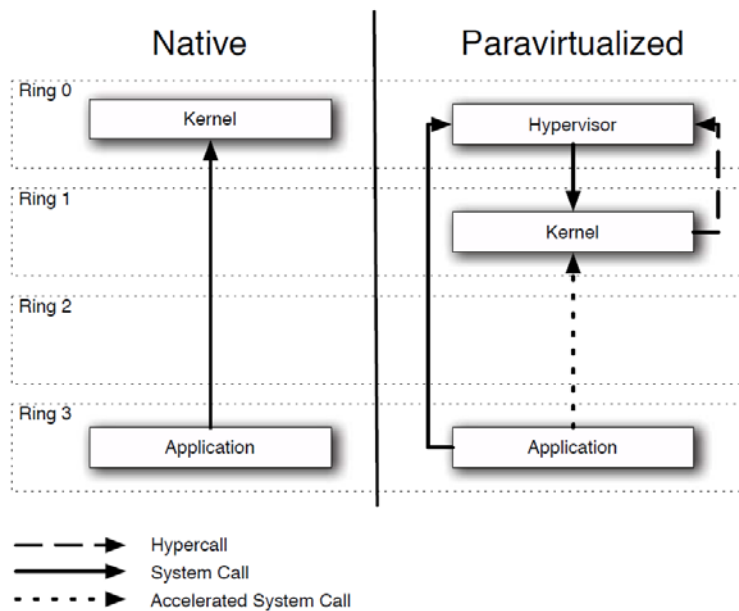 Native
Paravirtualized
Ring 0
Kernel
Hypervisor
Ring 1
Kernel
Ring 2
Ring 3
Application
Application
Hypercall
System Call
Accelerated System Call